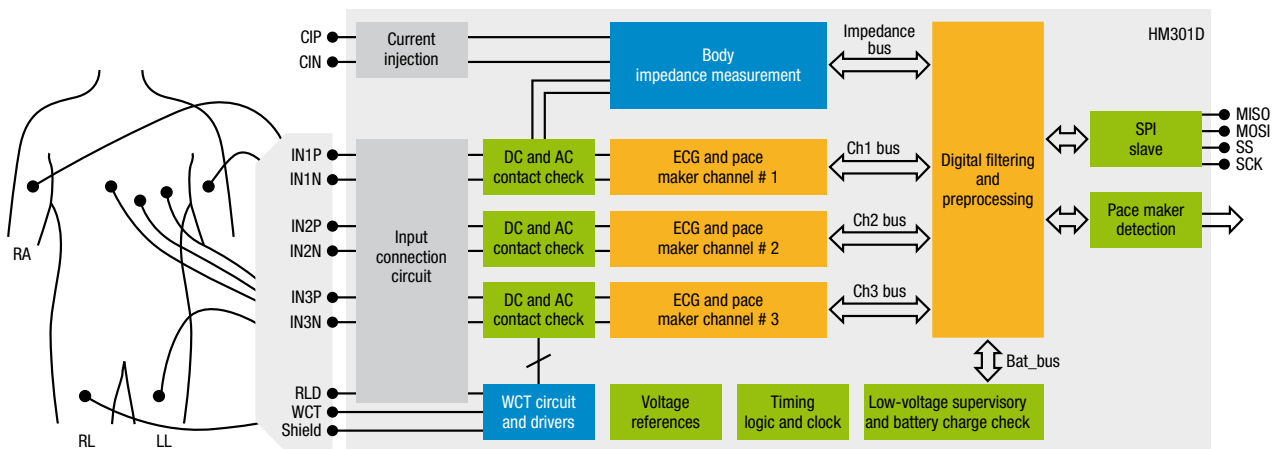 HM301D
CIP
CIN
Current
injection
Body
impedance measurement
Impedance
bus
IN1P
IN1N
DC and AC
contact check
ECG and pace
maker channel # 1
Ch1 bus
Digital filtering
and
preprocessing
SPI
slave
MISO
MOSI
SS
SCK
IN2P
IN2N
Input
connection
circuit
DC and AC
contact check
ECG and pace
maker channel # 2
Ch2 bus
Pace maker
detection
RA
IN3P
IN3N
DC and AC
contact check
ECG and pace
maker channel # 3
Ch3 bus
Bat_bus
RLD
WCT
Shield
WCT circuit
and drivers
Voltage
references
Timing
logic and clock
Low-voltage supervisory
and battery charge check
RL
LL